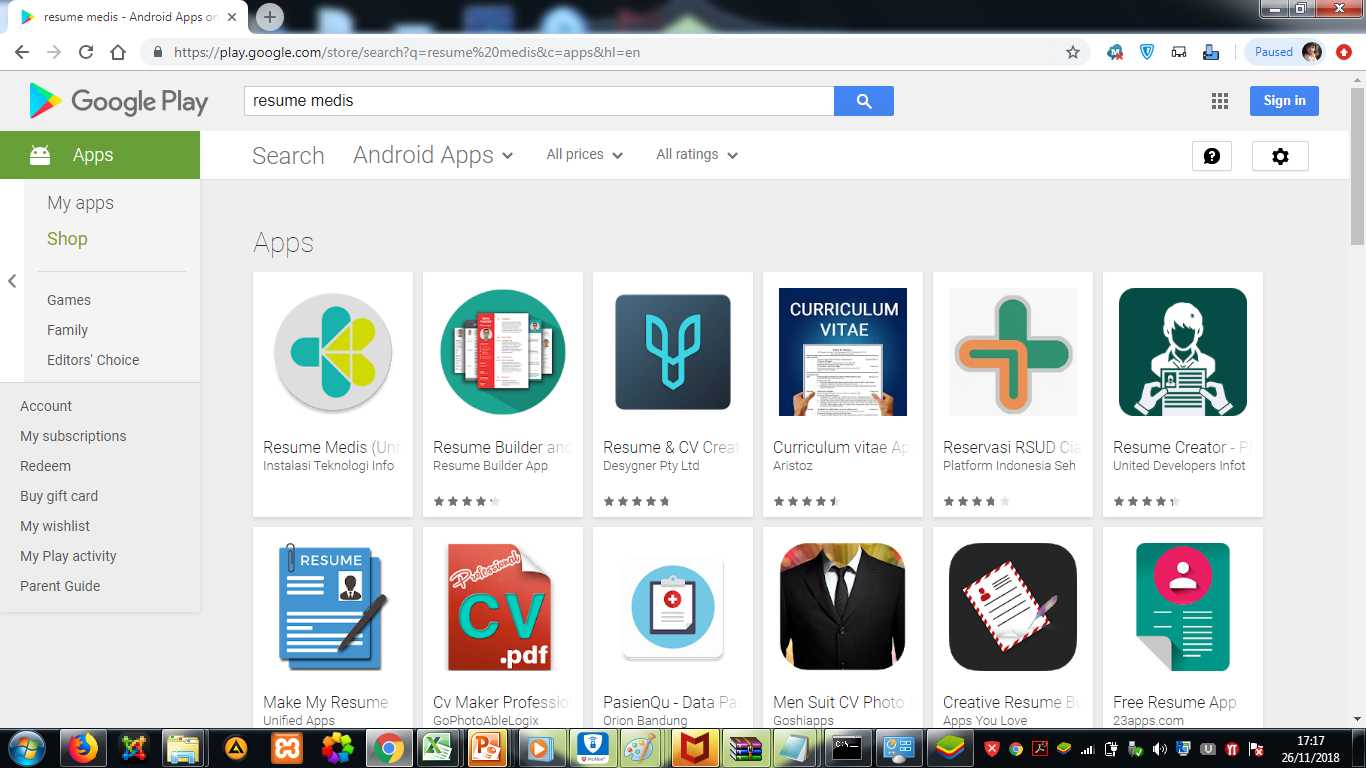 resume medis - Android Apps on
https://play.google.com/store/search?q=resume%20medis&c=apps&hl=en
Paused
Google Play
resume medis
Sign in
Apps
Search
Android Apps
All prices
All ratings
My apps
Shop
Games
Family
Editors' Choice
Account
My subscriptions
Redeem
Buy gift card
My wishlist
My Play activity
Parent Guide
Apps
CURRICULUM
VITAE
Resume Medis (Unr
Instalasi Teknologi Info
Resume Builder and
Resume Builder App
Resume & CV Creat
Desygner Pty Ltd
Curriculum vitae Ap
Aristoz
Reservasi RSUD Cia
Platform Indonesia Seh
Resume Creator - P
United Developers Infot
RESUME
Professional
CV
.pdf
Make My Resume
Unified Apps
Cv Maker Professio
GoPhotoAbleLogix
PasienQu - Data Pas
Orion Bandung
Men Suit CV Photo
Goshiapps
Creative Resume Bu
Apps You Love
Free Resume App
23apps.com
17:17
26/11/2018